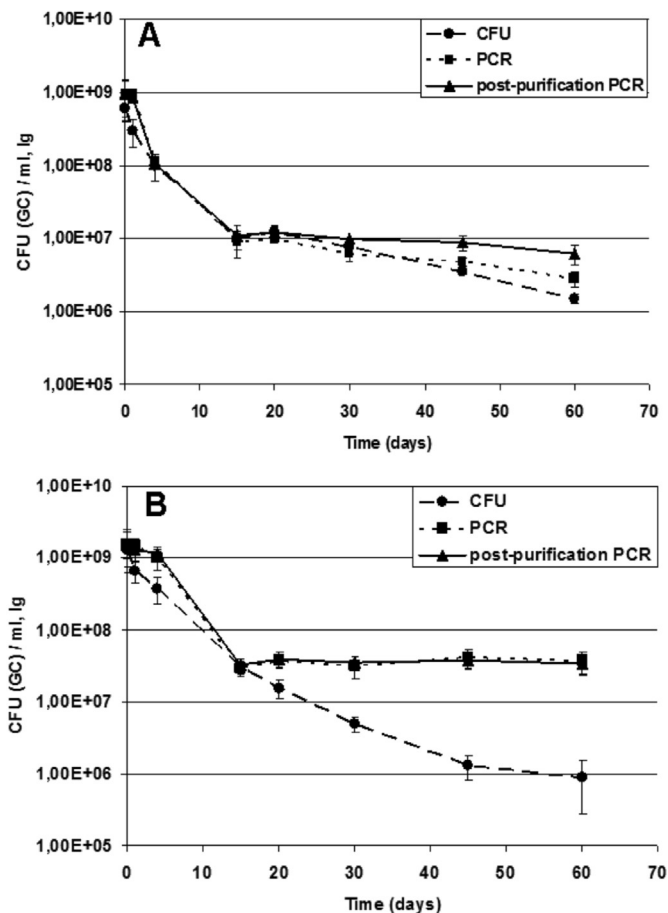 A
CFU
PCR
post-purification PCR
1,00E+10
1,00E+09
1,00E+08
1,00E+07
1,00E+06
1,00E+05
CFU (GC) / ml, lg
0 10 20 30 40 50 60 70
Time (days)
B
CFU
PCR
post-purification PCR
1,00E+10
1,00E+09
1,00E+08
1,00E+07
1,00E+06
1,00E+05
CFU (GC) / ml, lg
0 10 20 30 40 50 60 70
Time (days)